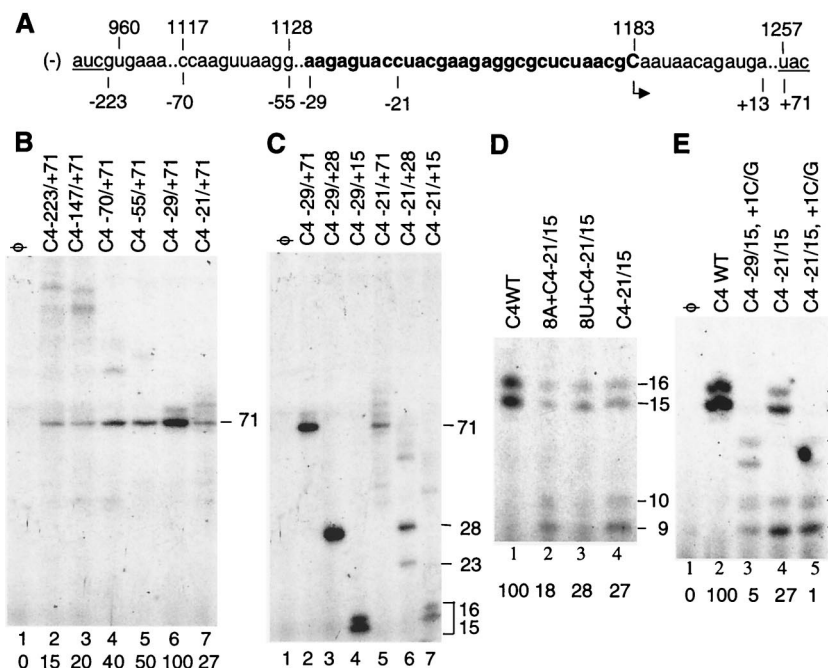 A
960 1117 1128 1183 1257
(-) aucgugaaa..ccaaguuaagg..aagaguaccuacgaagaggcgcucuaacgCaauaacagauga..uac
-223 -70 -55 -29 -21 +13 +71
B
ϕ C4-223/+71 C4-147/+71 C4-70/+71 C4-55/+71 C4-29/+71 C4-21/+71
71
1 2 3 4 5 6 7
0 15 20 40 50 100 27
C
ϕ C4 -29/+71 C4 -29/+28 C4 -29/+15 C4 -21/+71 C4 -21/+28 C4 -21/+15
71
28
23
16
15
1 2 3 4 5 6 7
D
C4WT 8A+C4-21/15 8U+C4-21/15 C4-21/15
16
15
10
9
1 2 3 4
100 18 28 27
E
ϕ C4 WT C4 -29/15, +1C/G C4 -21/15 C4 -21/15, +1C/G
1 2 3 4 5
0 100 5 27 1